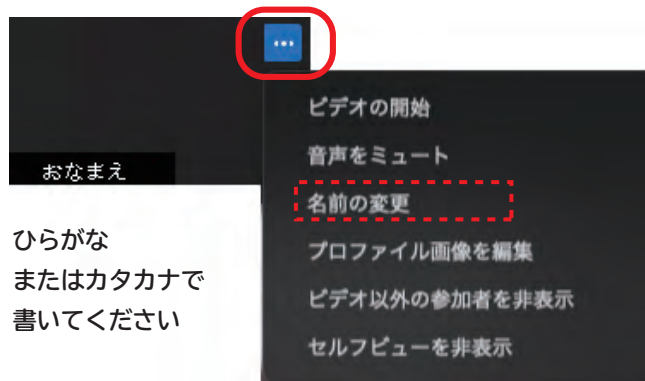 おなまえ
ひらがな
またはカタカナで
書いてください
ビデオの開始
音声をミュート
名前の変更
プロファイル画像を編集
ビデオ以外の参加者を非表示
セルフビューを非表示